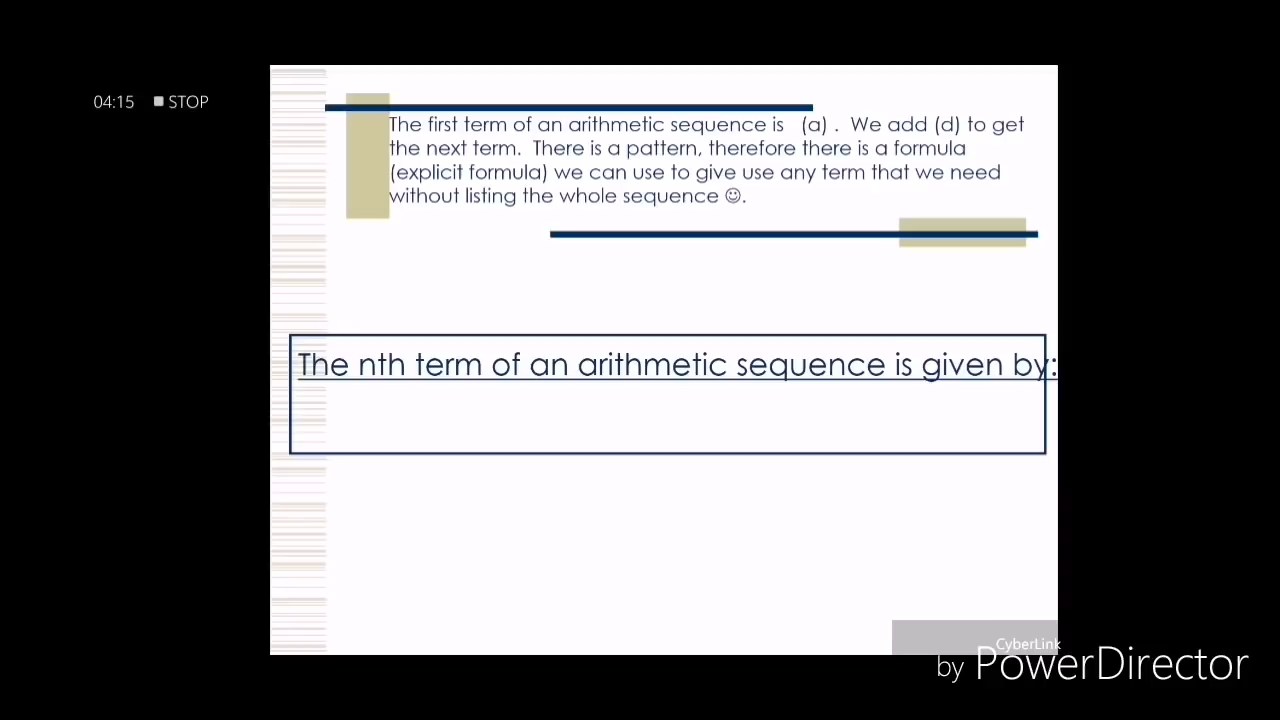 04:15 STOP
The first term of an arithmetic sequence is (a) . We add (d) to get
the next term. There is a pattern, therefore there is a formula
(explicit formula) we can use to give use any term that we need
without listing the whole sequence ☺.
The nth term of an arithmetic sequence is given by:
CyberLink
by PowerDirector